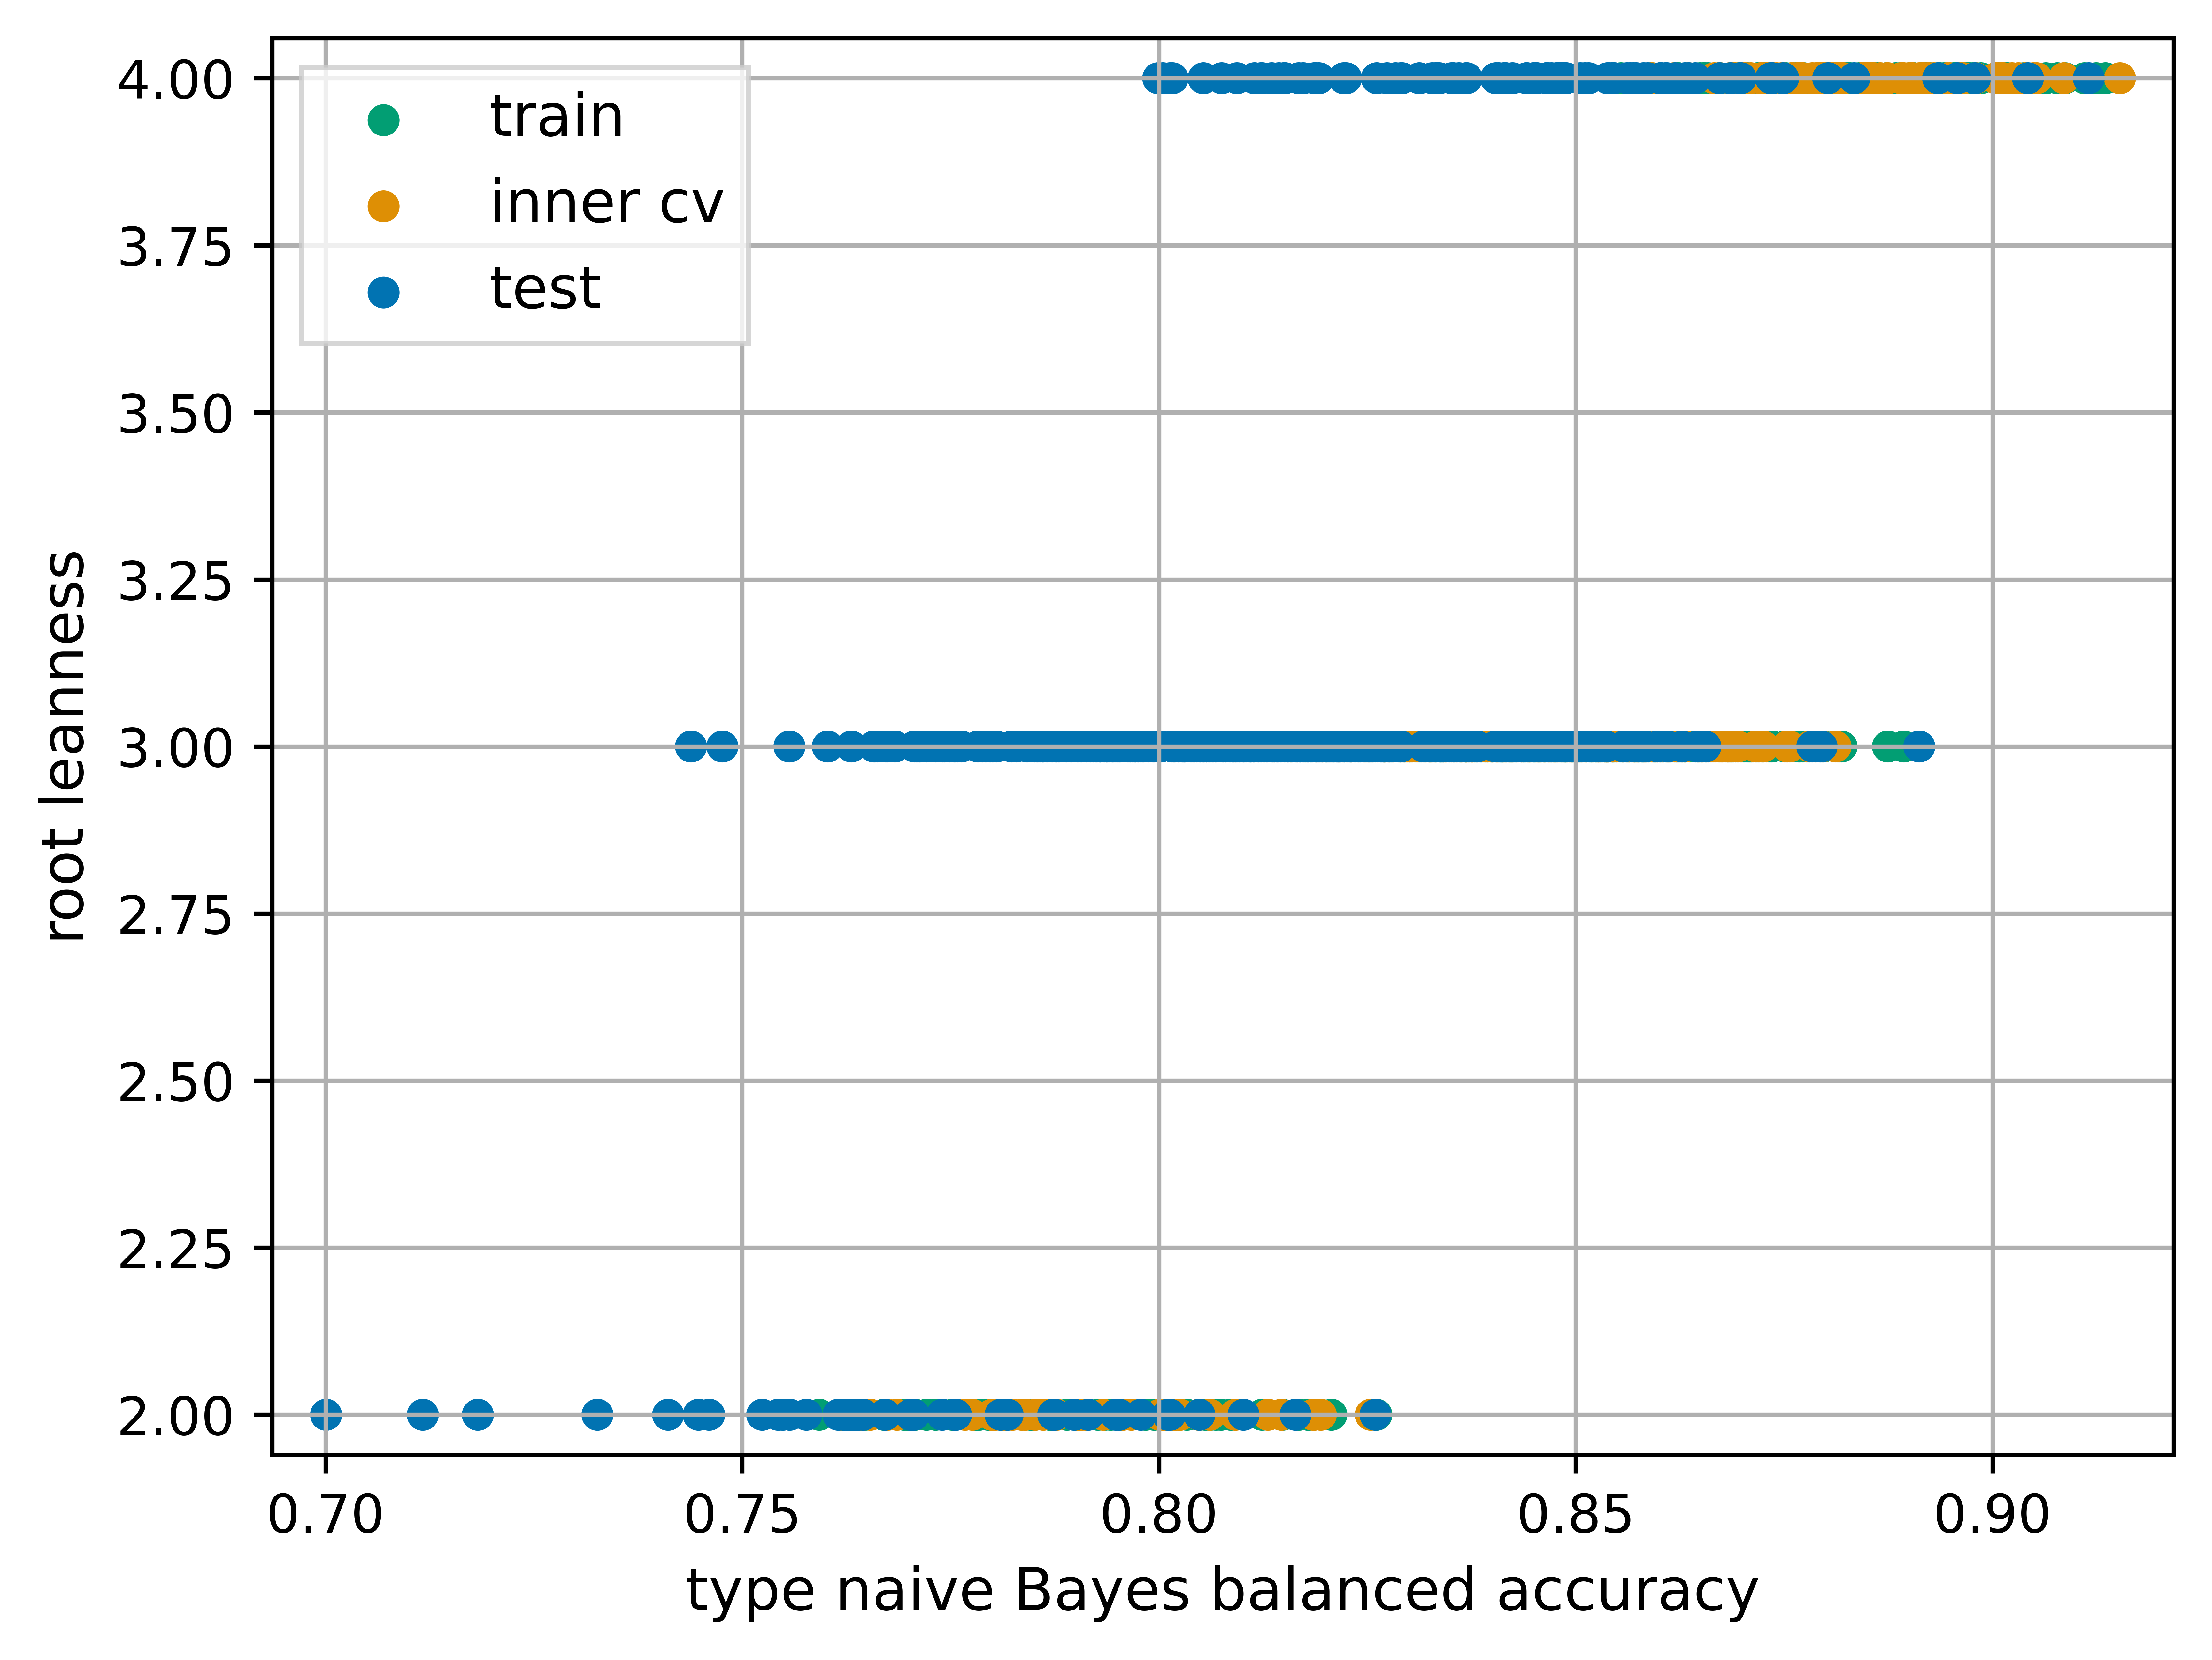 train
inner cv
test
4.00
3.75
3.50
3.25
3.00
2.75
2.50
2.25
2.00
root leanness
0.70 0.75 0.80 0.85 0.90
type naive Bayes balanced accuracy